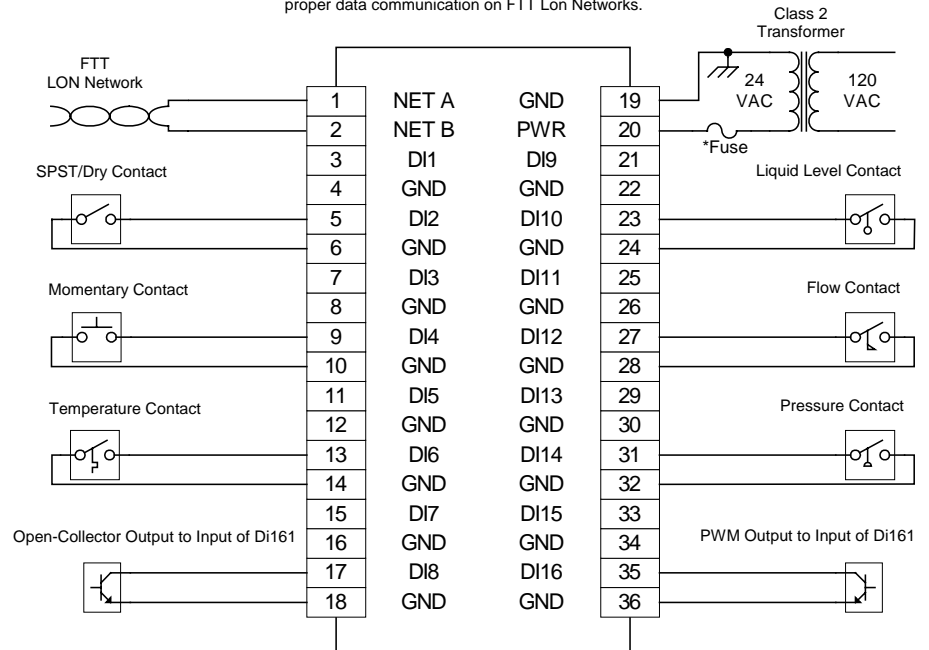 proper data communication on FTT Lon Networks.
Class 2
Transformer
FTT
LON Network
24
VAC
120
VAC
*Fuse
1 NET A GND 19
2 NET B PWR 20
3 DI1 DI9 21
4 GND GND 22
5 DI2 DI10 23
6 GND GND 24
7 DI3 DI11 25
8 GND GND 26
9 DI4 DI12 27
10 GND GND 28
11 DI5 DI13 29
12 GND GND 30
13 DI6 DI14 31
14 GND GND 32
15 DI7 DI15 33
16 GND GND 34
17 DI8 DI16 35
18 GND GND 36
SPST/Dry Contact
Momentary Contact
Temperature Contact
Open-Collector Output to Input of Di161
Liquid Level Contact
Flow Contact
Pressure Contact
PWM Output to Input of Di161